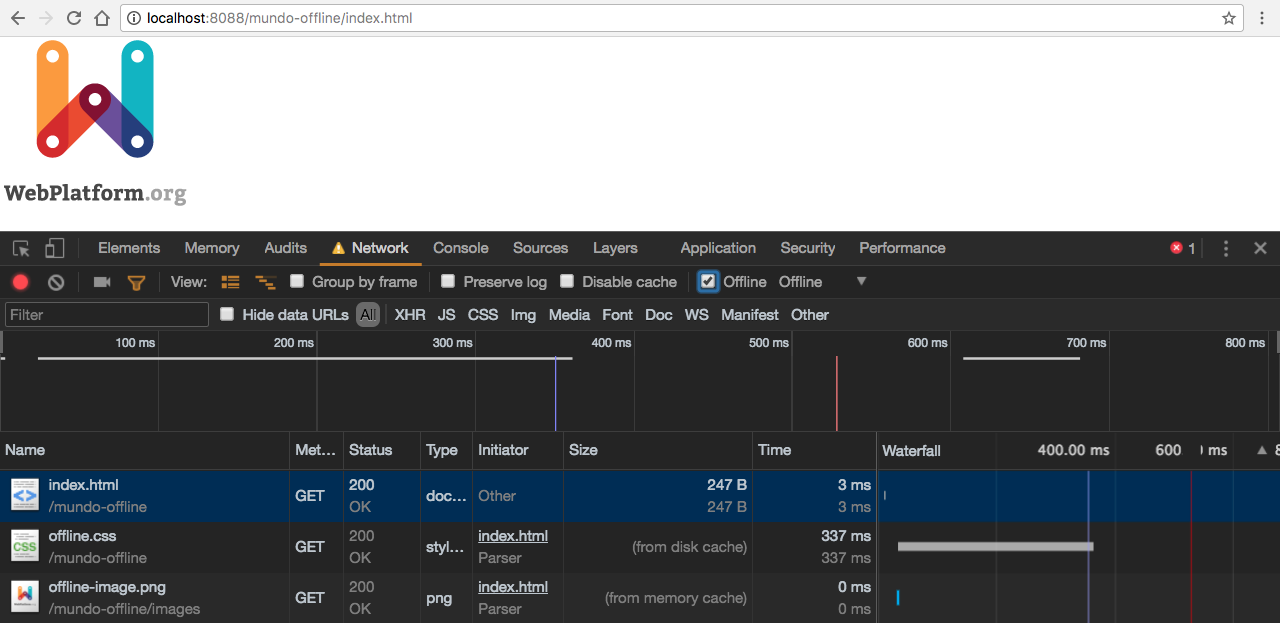 localhost:8088/mundo-offline/index.html
WebPlatform.org
Elements Memory Audits Network Console Sources Layers Application Security Performance 1
View: Group by frame Preserve log Disable cache Offline Offline
Filter Hide data URLs All XHR JS CSS Img Media Font Doc WS Manifest Other
100 ms 200 ms 300 ms 400 ms 500 ms 600 ms 700 ms 800 ms
Name Met... Status Type Initiator Size Time Waterfall 400.00 ms 600 ms
index.html 200 247 B 3 ms
GET doc... Other
/mundo-offline OK 247 B 3 ms
offline.css 200 index.html 337 ms
CSS GET styl... (from disk cache)
/mundo-offline OK Parser 337 ms
offline-image.png 200 index.html 0 ms
GET png (from memory cache)
/mundo-offline/images OK Parser 0 ms